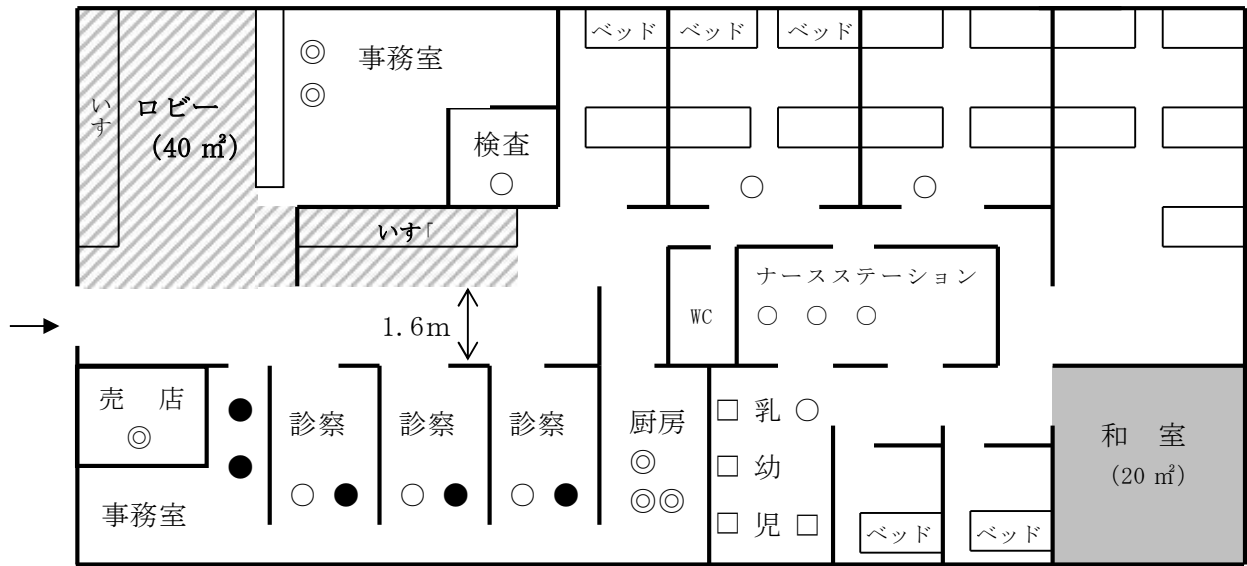 ベッド
ベッド
ベッド
事務室
いす
ロビー
(40 ㎡)
検査
いす
ナースステーション
WC
1.6m
売 店
診察
診察
診察
厨房
乳
幼
児
和 室
(20 ㎡)
事務室
ベッド
ベッド